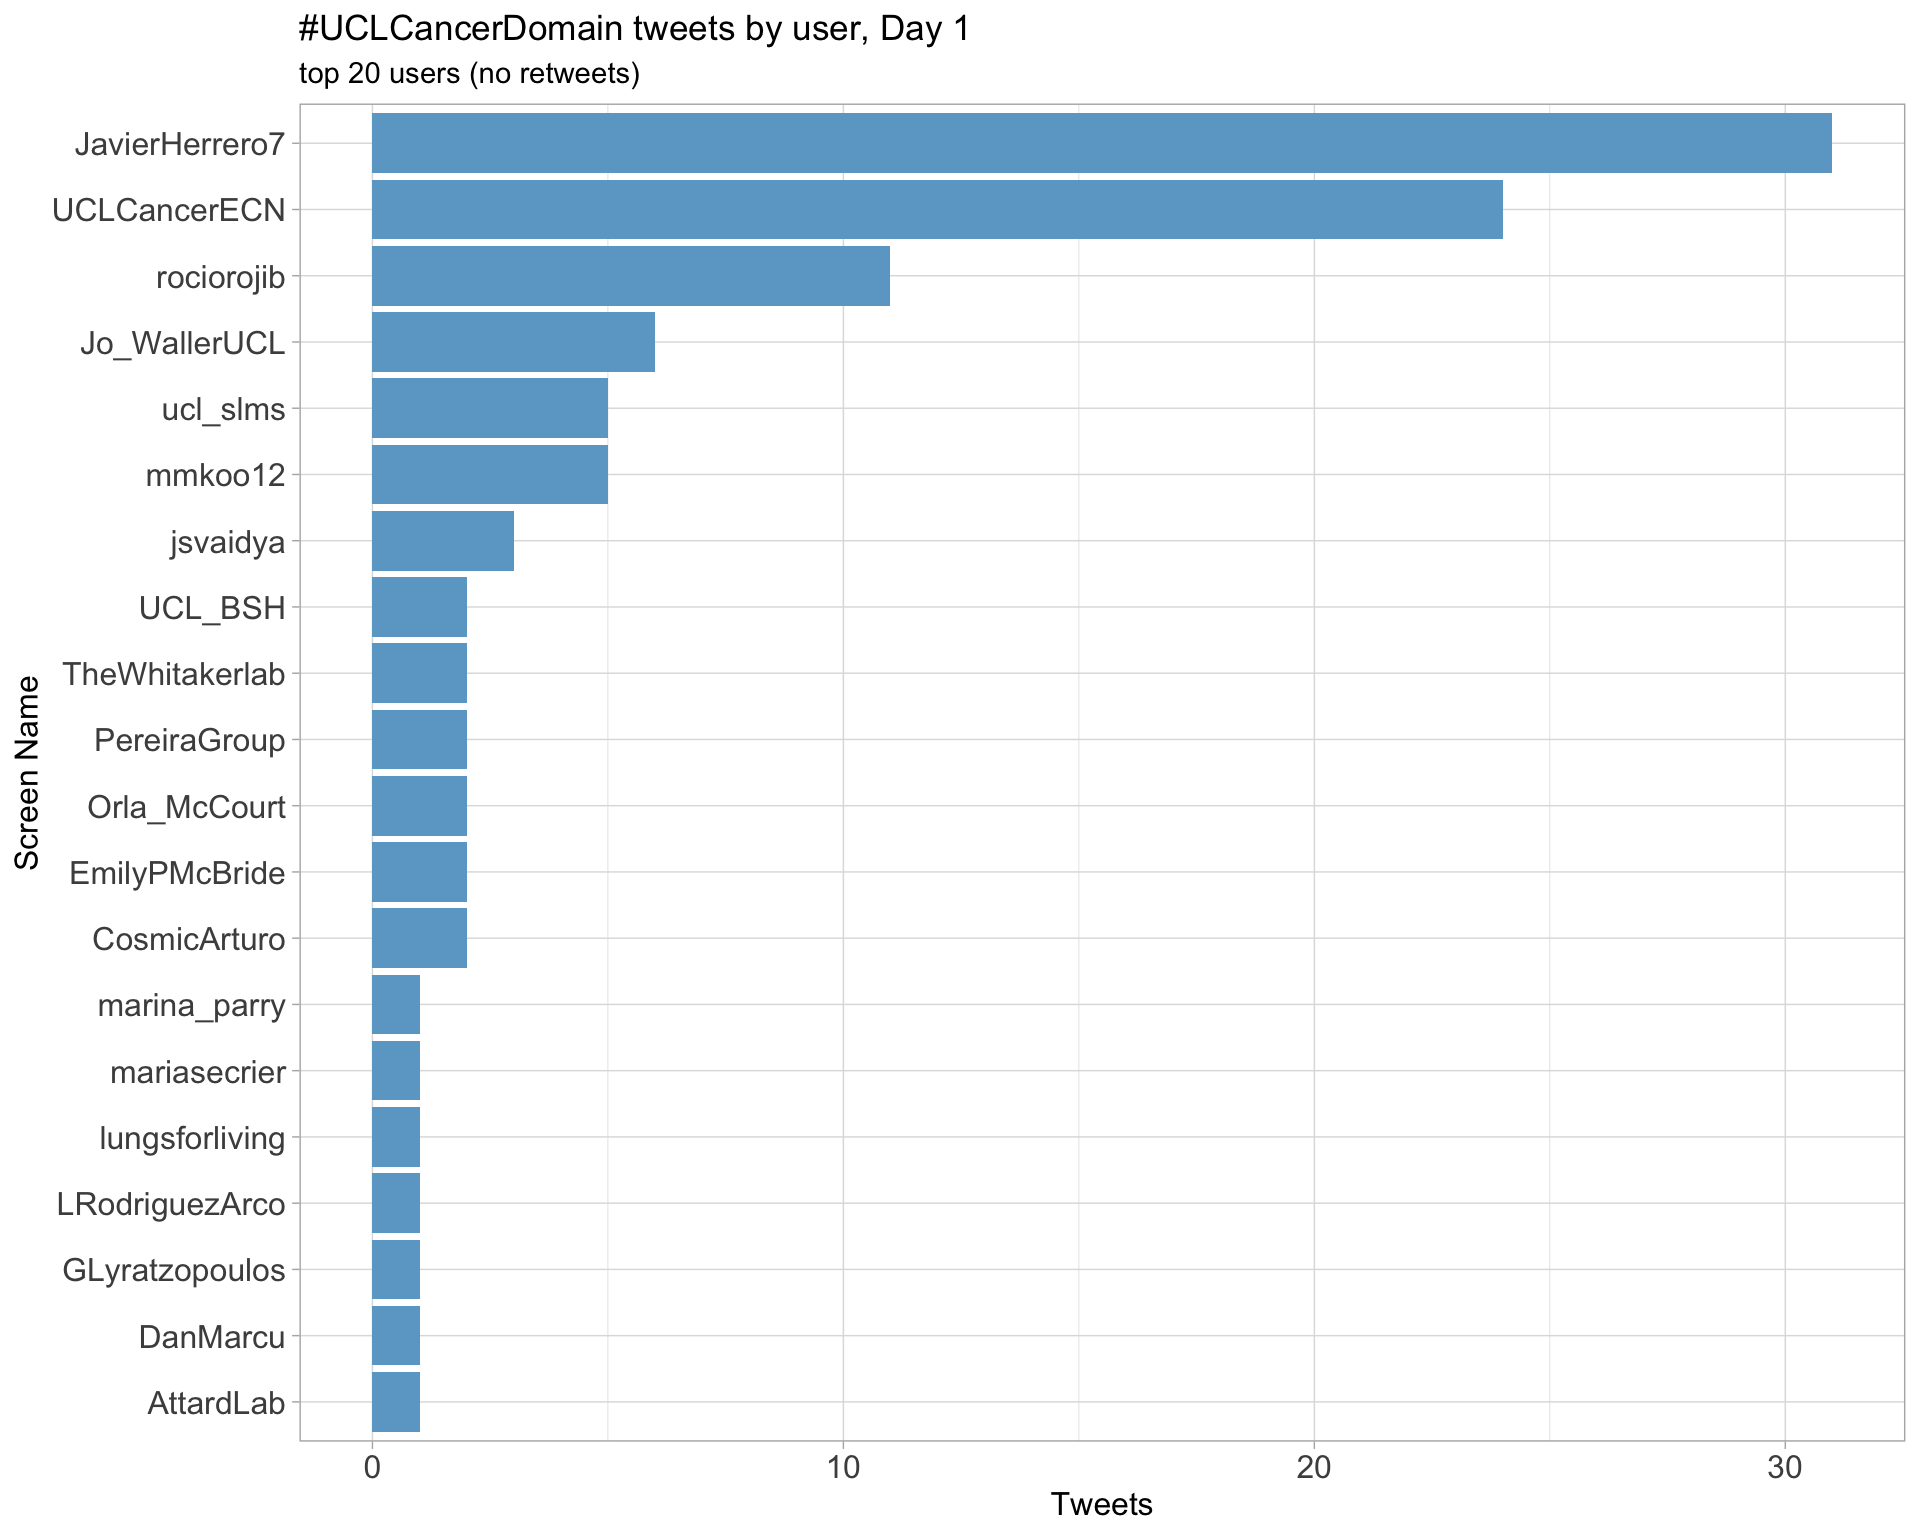 #UCLCancerDomain tweets by user, Day 1
top 20 users (no retweets)
Screen Name
JavierHerrero7
UCLCancerECN
rociorojib
Jo_WallerUCL
ucl_slms
mmkoo12
jsvaidya
UCL_BSH
TheWhitakerlab
PereiraGroup
Orla_McCourt
EmilyPMcBride
CosmicArturo
marina_parry
mariasecrier
lungsforliving
LRodriguezArco
GLyratzopoulos
DanMarcu
AttardLab
0 10 20 30
Tweets